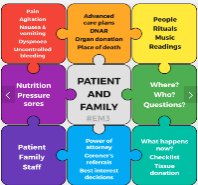 Pain
Agitation
Nausea &
vomiting
Dyspnoea
Uncontrolled
bleeding
Advanced
care plans
DNAR
Organ donation
Place of death
People
Rituals
Music
Readings
Nutrition
Pressure
sores
PATIENT
AND
FAMILY
#EM3
Where?
Who?
Questions?
Patient
Family
Staff
Power of
attorney
Coroner's
referrals
Best interest
decisions
What happens
now?
Checklist
Tissue
donation